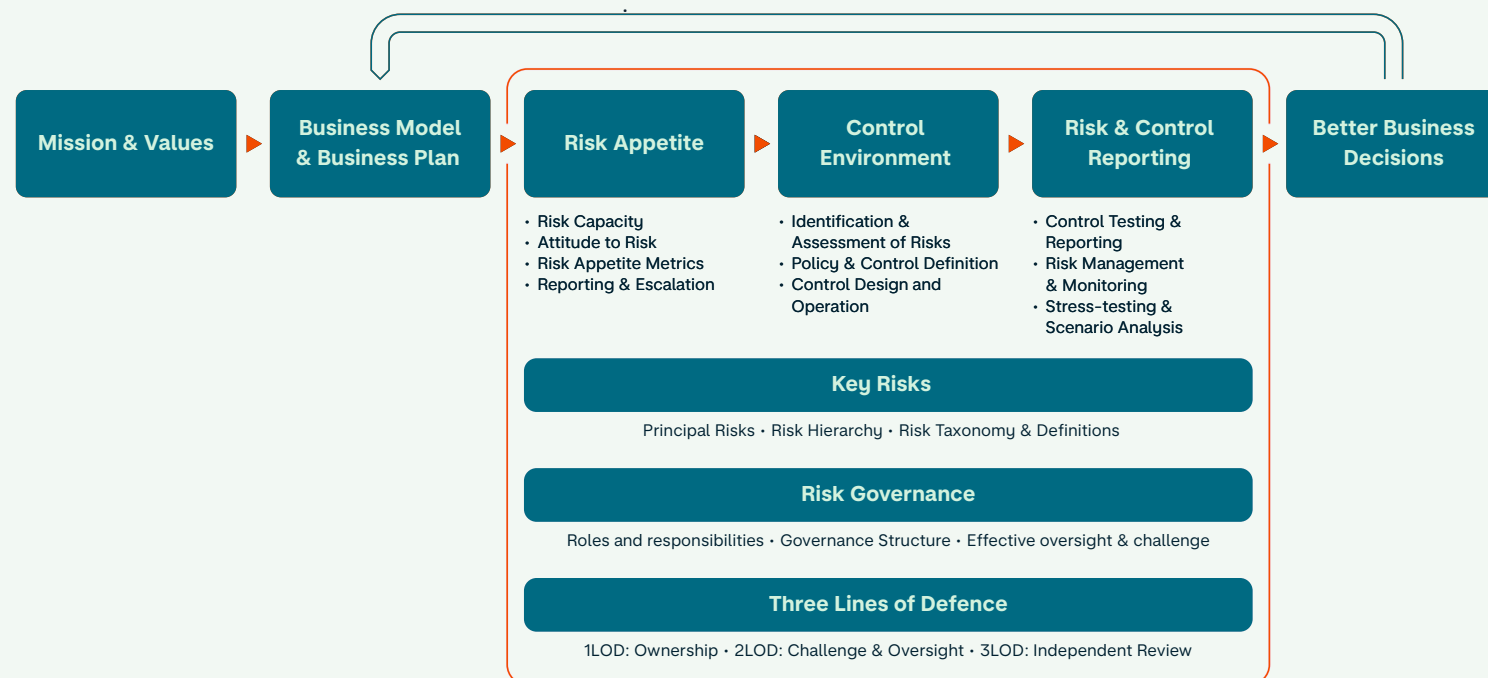 Mission & Values
Business Model
& Business Plan
Risk Appetite
Control
Environment
Risk & Control
Reporting
Better Business
Decisions
• Risk Capacity
• Attitude to Risk
• Risk Appetite Metrics
• Reporting & Escalation
• Identification &
Assessment of Risks
• Policy & Control Definition
• Control Design and
Operation
• Control Testing &
Reporting
• Risk Management
& Monitoring
• Stress-testing &
Scenario Analysis
Key Risks
Principal Risks • Risk Hierarchy • Risk Taxonomy & Definitions
Risk Governance
Roles and responsibilities • Governance Structure • Effective oversight & challenge
Three Lines of Defence
1LOD: Ownership • 2LOD: Challenge & Oversight • 3LOD: Independent Review